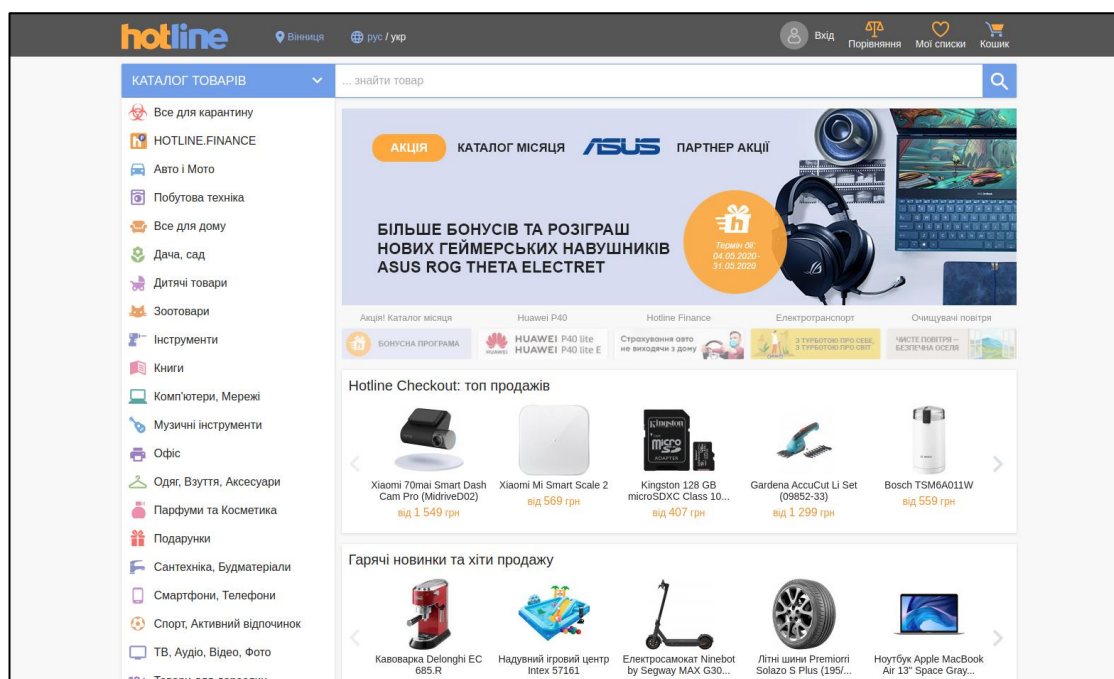 hotline
Вінниця
рус / укр
Вхід
Порівняння
Мої списки
Кошик
КАТАЛОГ ТОВАРІВ
... знайти товар
Все для карантину
HOTLINE.FINANCE
Авто і Мото
Побутова техніка
Все для дому
Дача, сад
Дитячі товари
Зоотовари
Інструменти
Книги
Комп'ютери, Мережі
Музичні інструменти
Офіс
Одяг, Взуття, Аксесуари
Парфуми та Косметика
Подарунки
Сантехніка, Будматеріали
Смартфони, Телефони
Спорт, Активний відпочинок
ТВ, Аудіо, Відео, Фото
АКЦІЯ
КАТАЛОГ МІСЯЦЯ
ASUS
ПАРТНЕР АКЦІЇ
БІЛЬШЕ БОНУСІВ ТА РОЗІГРАШ
НОВИХ ГЕЙМЕРСЬКИХ НАВУШНИКІВ
ASUS ROG THETA ELECTRET
h
Термін дії:
04.05.2020-
31.05.2020
Акція! Каталог місяця
Huawei P40
Hotline Finance
Електротранспорт
Очищувачі повітря
БОНУСНА ПРОГРАМА
HUAWEI
HUAWEI P40 lite
HUAWEI P40 lite E
Страхування авто
не виходячи з дому
З ТУРБОТОЮ ПРО СЕБЕ,
З ТУРБОТОЮ ПРО СВІТ
ЧИСТЕ ПОВІТРЯ –
БЕЗПЕЧНА ОСЕЛЯ
Hotline Checkout: топ продажів
Kingston
micro
SDXC
ADAPTER
Xiaomi 70mai Smart Dash
Cam Pro (MidriveD02)
від 1 549 грн
Xiaomi Mi Smart Scale 2
від 569 грн
Kingston 128 GB
microSDXC Class 10...
від 407 грн
Gardena AccuCut Li Set
(09852-33)
від 1 299 грн
Bosch TSM6A011W
від 559 грн
Гарячі новинки та хіти продажу
Кавоварка Delonghi EC
685.R
Надувний ігровий центр
Intex 57161
Електросамокат Ninebot
by Segway MAX G30...
Літні шини Premiorri
Solazo S Plus (195/...
Ноутбук Apple MacBook
Air 13" Space Gray...